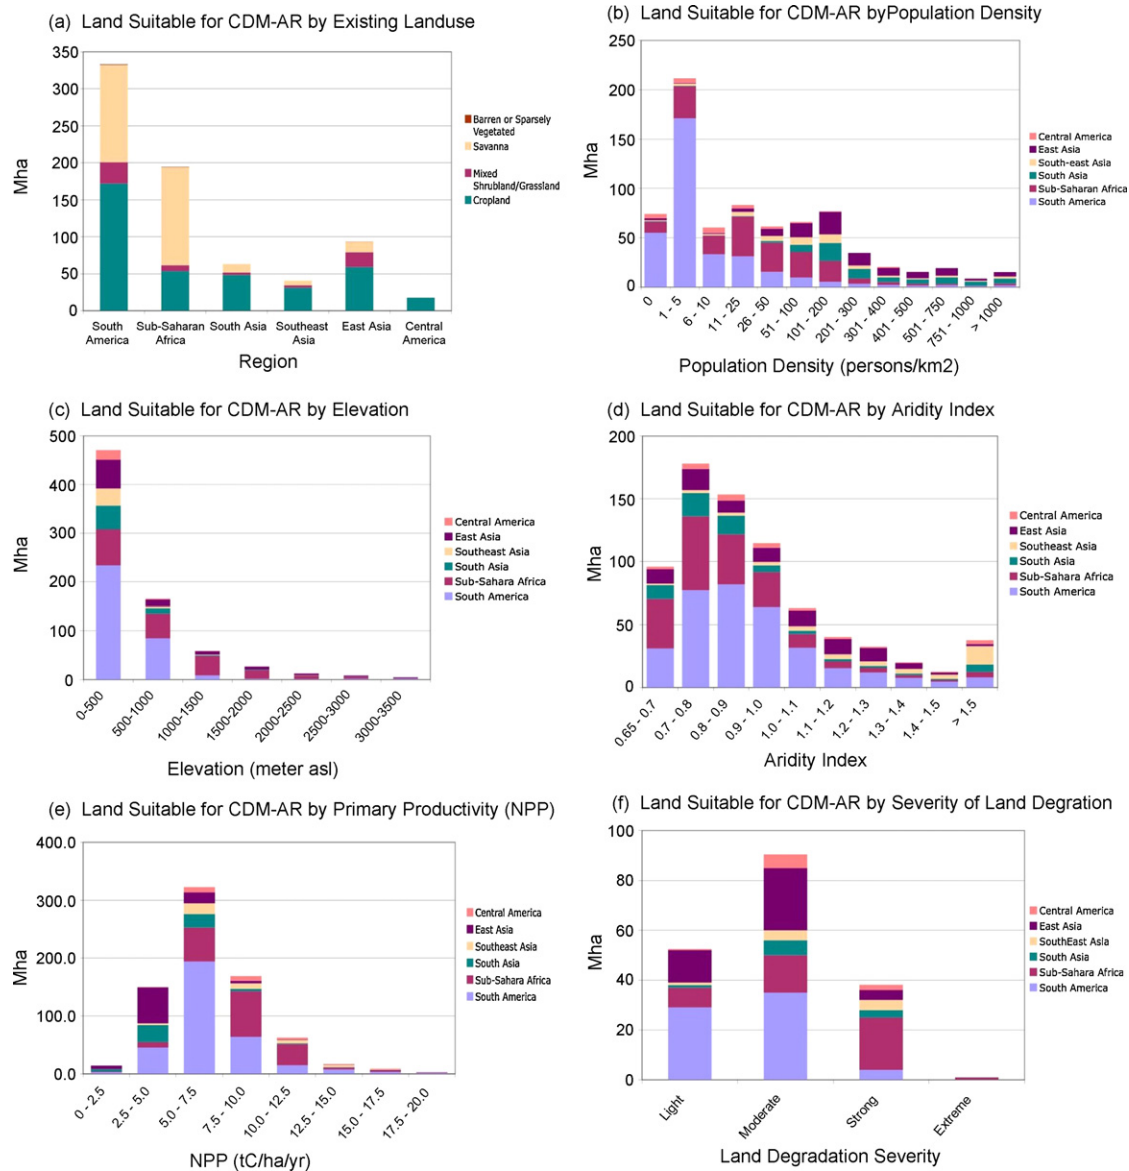 (a) Land Suitable for CDM-AR by Existing Landuse
350
300
250
200
150
100
50
0
Mha
South America
Sub-Saharan Africa
South Asia
Southeast Asia
East Asia
Central America
Region
Barren or Sparsely Vegetated
Savanna
Mixed Shrubland/Grassland
Cropland
(b) Land Suitable for CDM-AR byPopulation Density
250
200
150
100
50
0
Mha
0
1 - 5
6 - 10
11 - 25
26 - 50
51 - 100
101 - 200
201 - 300
301 - 400
401 - 500
501 - 750
751 - 1000
> 1000
Population Density (persons/km2)
Central America
East Asia
South-east Asia
South Asia
Sub-Saharan Africa
South America
(c) Land Suitable for CDM-AR by Elevation
500
400
300
200
100
0
Mha
0-500
500-1000
1000-1500
1500-2000
2000-2500
2500-3000
3000-3500
Elevation (meter asl)
Central America
East Asia
Southeast Asia
South Asia
Sub-Sahara Africa
South America
(d) Land Suitable for CDM-AR by Aridity Index
200
150
100
50
0
Mha
0.65 - 0.7
0.7 - 0.8
0.8 - 0.9
0.9 - 1.0
1.0 - 1.1
1.1 - 1.2
1.2 - 1.3
1.3 - 1.4
1.4 - 1.5
> 1.5
Aridity Index
Central America
East Asia
Southeast Asia
South Asia
Sub-Sahara Africa
South America
(e) Land Suitable for CDM-AR by Primary Productivity (NPP)
400.0
300.0
200.0
100.0
0.0
Mha
0 - 2.5
2.5 - 5.0
5.0 - 7.5
7.5 - 10.0
10.0 - 12.5
12.5 - 15.0
15.0 - 17.5
17.5 - 20.0
NPP (tC/ha/yr)
Central America
East Asia
Southeast Asia
South Asia
Sub-Sahara Africa
South America
(f) Land Suitable for CDM-AR by Severity of Land Degration
100
80
60
40
20
0
Mha
Light
Moderate
Strong
Extreme
Land Degradation Severity
Central America
East Asia
SouthEast Asia
South Asia
Sub-Sahara Africa
South America